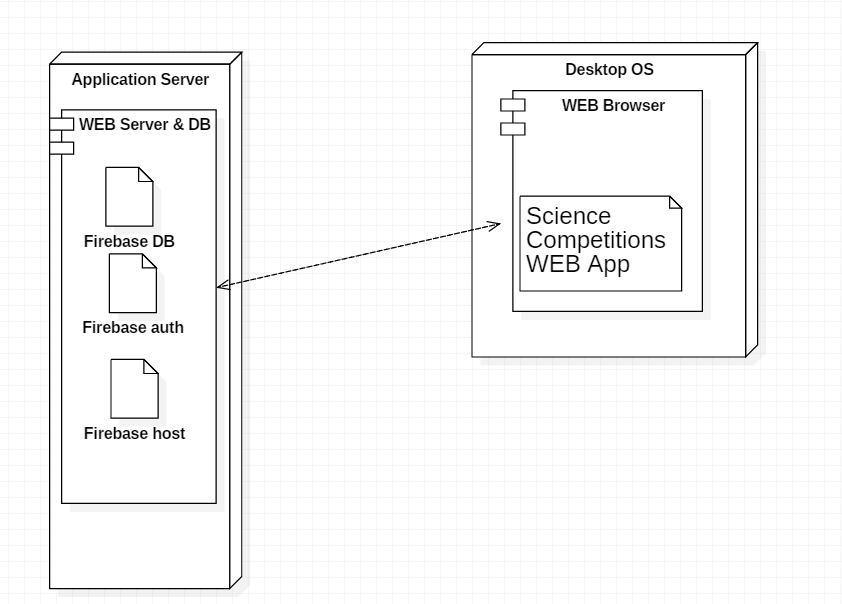 Application Server
WEB Server & DB
Firebase DB
Firebase auth
Firebase host
Desktop OS
WEB Browser
Science
Competitions
WEB App